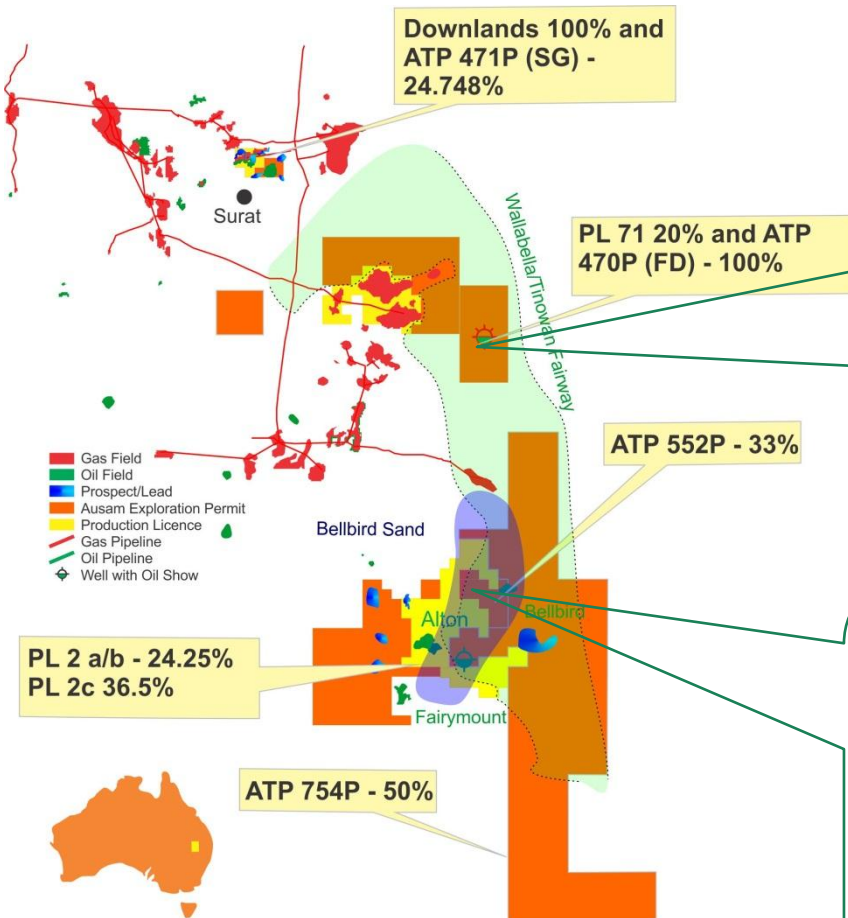 Downlands 100% and
ATP 471P (SG) -
24.748%
Surat
Wallabella/Tinowan Fairway
PL 71 20% and ATP
470P (FD) - 100%
ATP 552P - 33%
Gas Field
Oil Field
Prospect/Lead
Ausam Exploration Permit
Production Licence
Gas Pipeline
Oil Pipeline
Well with Oil Show
Bellbird Sand
Alton
Bellbird
PL 2 a/b - 24.25%
PL 2c 36.5%
Fairymount
ATP 754P - 50%